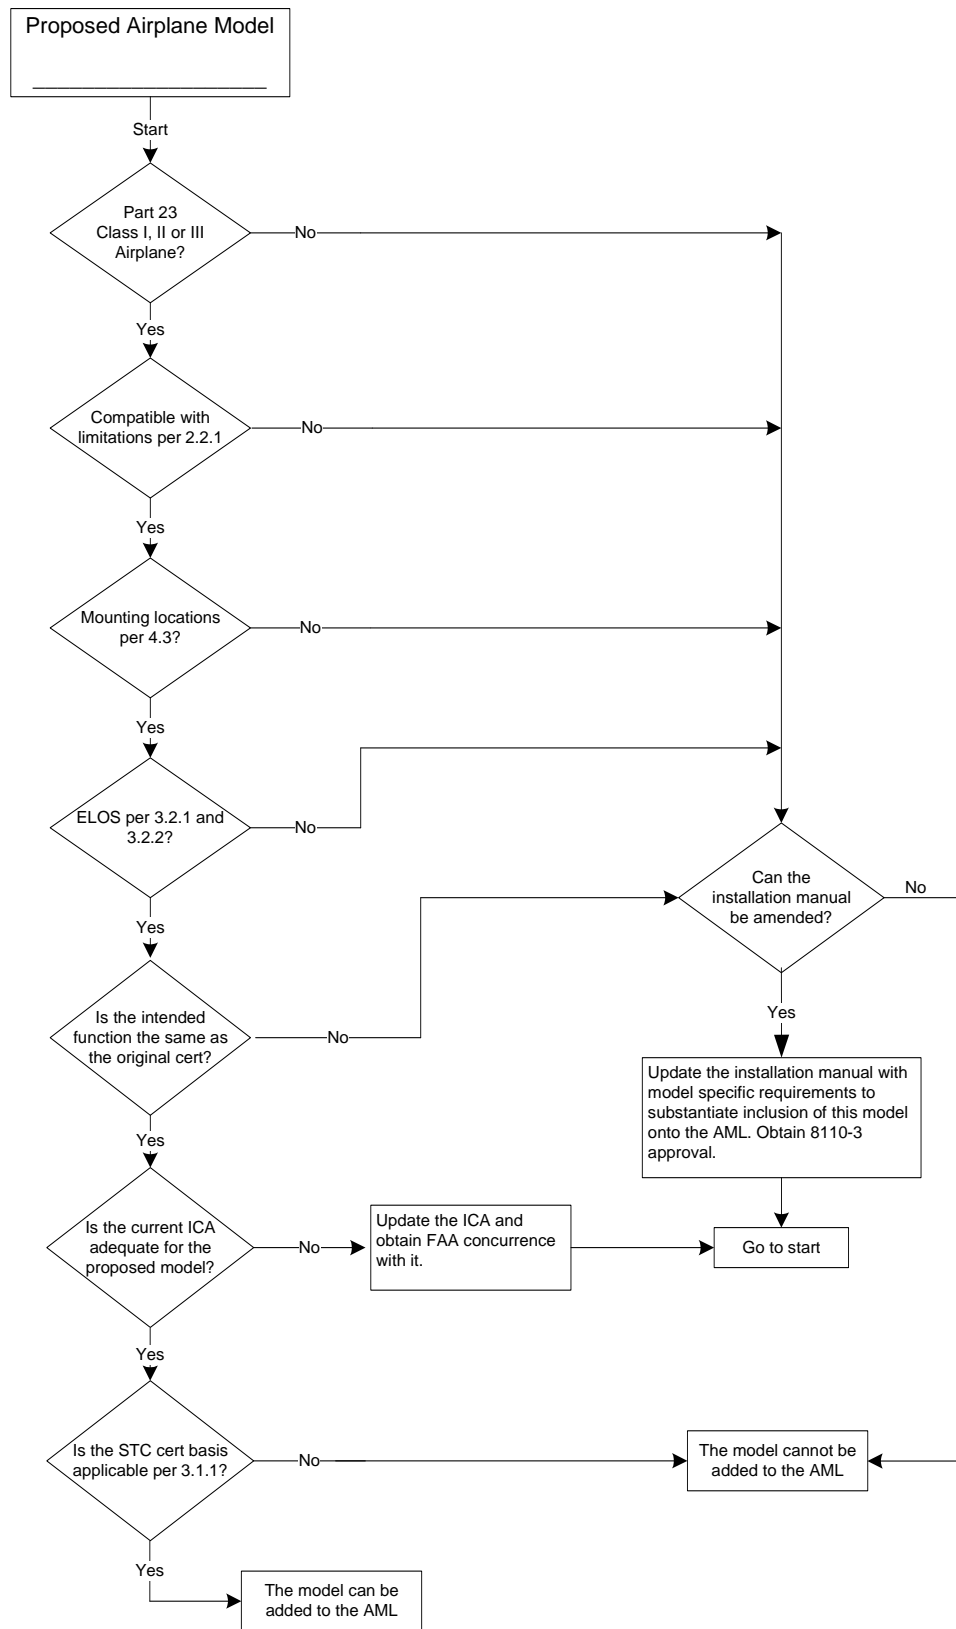 Proposed Airplane Model
____________________
Start
Part 23
Class I, II or III
Airplane?
No
Yes
Compatible with
limitations per 2.2.1
No
Yes
Mounting locations
per 4.3?
No
Yes
ELOS per 3.2.1 and
3.2.2?
No
Can the
installation manual
be amended?
No
Yes
Yes
Is the intended
function the same as
the original cert?
No
Update the installation manual with
model specific requirements to
substantiate inclusion of this model
onto the AML. Obtain 8110-3
approval.
Yes
Is the current ICA
adequate for the
proposed model?
No
Update the ICA and
obtain FAA concurrence
with it.
Go to start
Yes
Is the STC cert basis
applicable per 3.1.1?
No
The model cannot be
added to the AML
Yes
The model can be
added to the AML